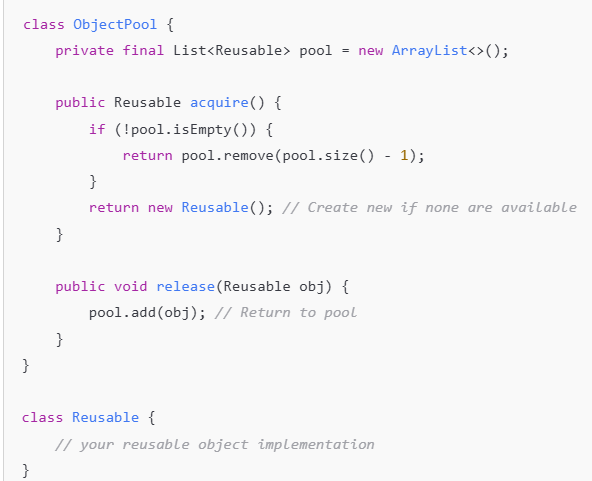 class ObjectPool {
    private final List<Reusable> pool = new ArrayList<>();

    public Reusable acquire() {
        if (!pool.isEmpty()) {
            return pool.remove(pool.size() - 1);
        }
        return new Reusable(); // Create new if none are available
    }

    public void release(Reusable obj) {
        pool.add(obj); // Return to pool
    }
}

class Reusable {
    // your reusable object implementation
}